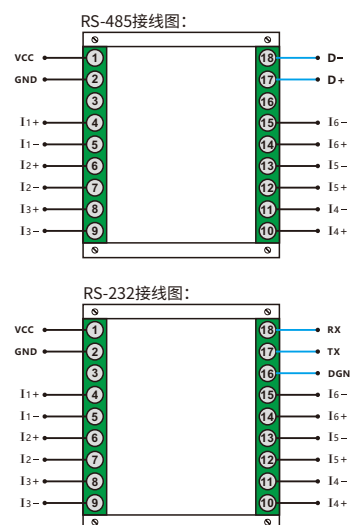 RS-485接线图：
VCC 1 18 D−
GND 2 17 D+
3 16
I1+ 4 15 I6−
I1− 5 14 I6+
I2+ 6 13 I5−
I2− 7 12 I5+
I3+ 8 11 I4−
I3− 9 10 I4+
RS-232接线图：
VCC 1 18 RX
GND 2 17 TX
3 16 DGN
I1+ 4 15 I6−
I1− 5 14 I6+
I2+ 6 13 I5−
I2− 7 12 I5+
I3+ 8 11 I4−
I3− 9 10 I4+